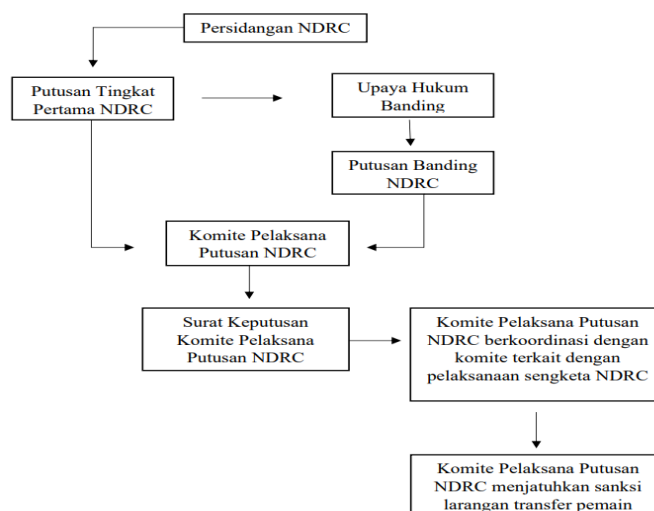 Persidangan NDRC
Putusan Tingkat
Pertama NDRC
Upaya Hukum
Banding
Putusan Banding
NDRC
Komite Pelaksana
Putusan NDRC
Surat Keputusan
Komite Pelaksana
Putusan NDRC
Komite Pelaksana Putusan
NDRC berkoordinasi dengan
komite terkait dengan
pelaksanaan sengketa NDRC
Komite Pelaksana Putusan
NDRC menjatuhkan sanksi
larangan transfer pemain